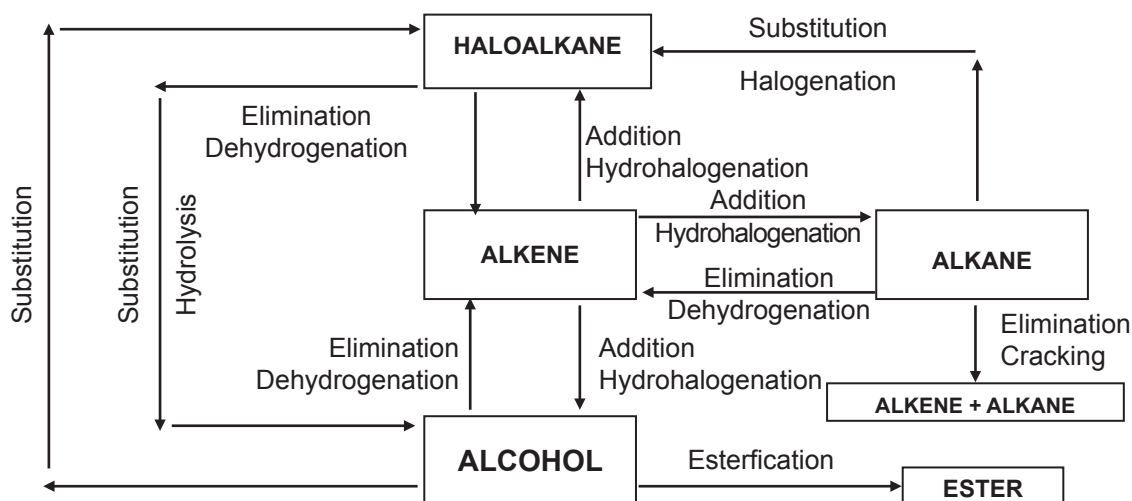 HALOALKANE
Substitution
Halogenation
Elimination
Dehydrogenation
Addition
Hydrohalogenation
Substitution
Substitution
Hydrolysis
ALKENE
Addition
Hydrohalogenation
ALKANE
Elimination
Dehydrogenation
Elimination
Dehydrogenation
Addition
Hydrohalogenation
Elimination
Cracking
ALKENE + ALKANE
ALCOHOL
Esterfication
ESTER